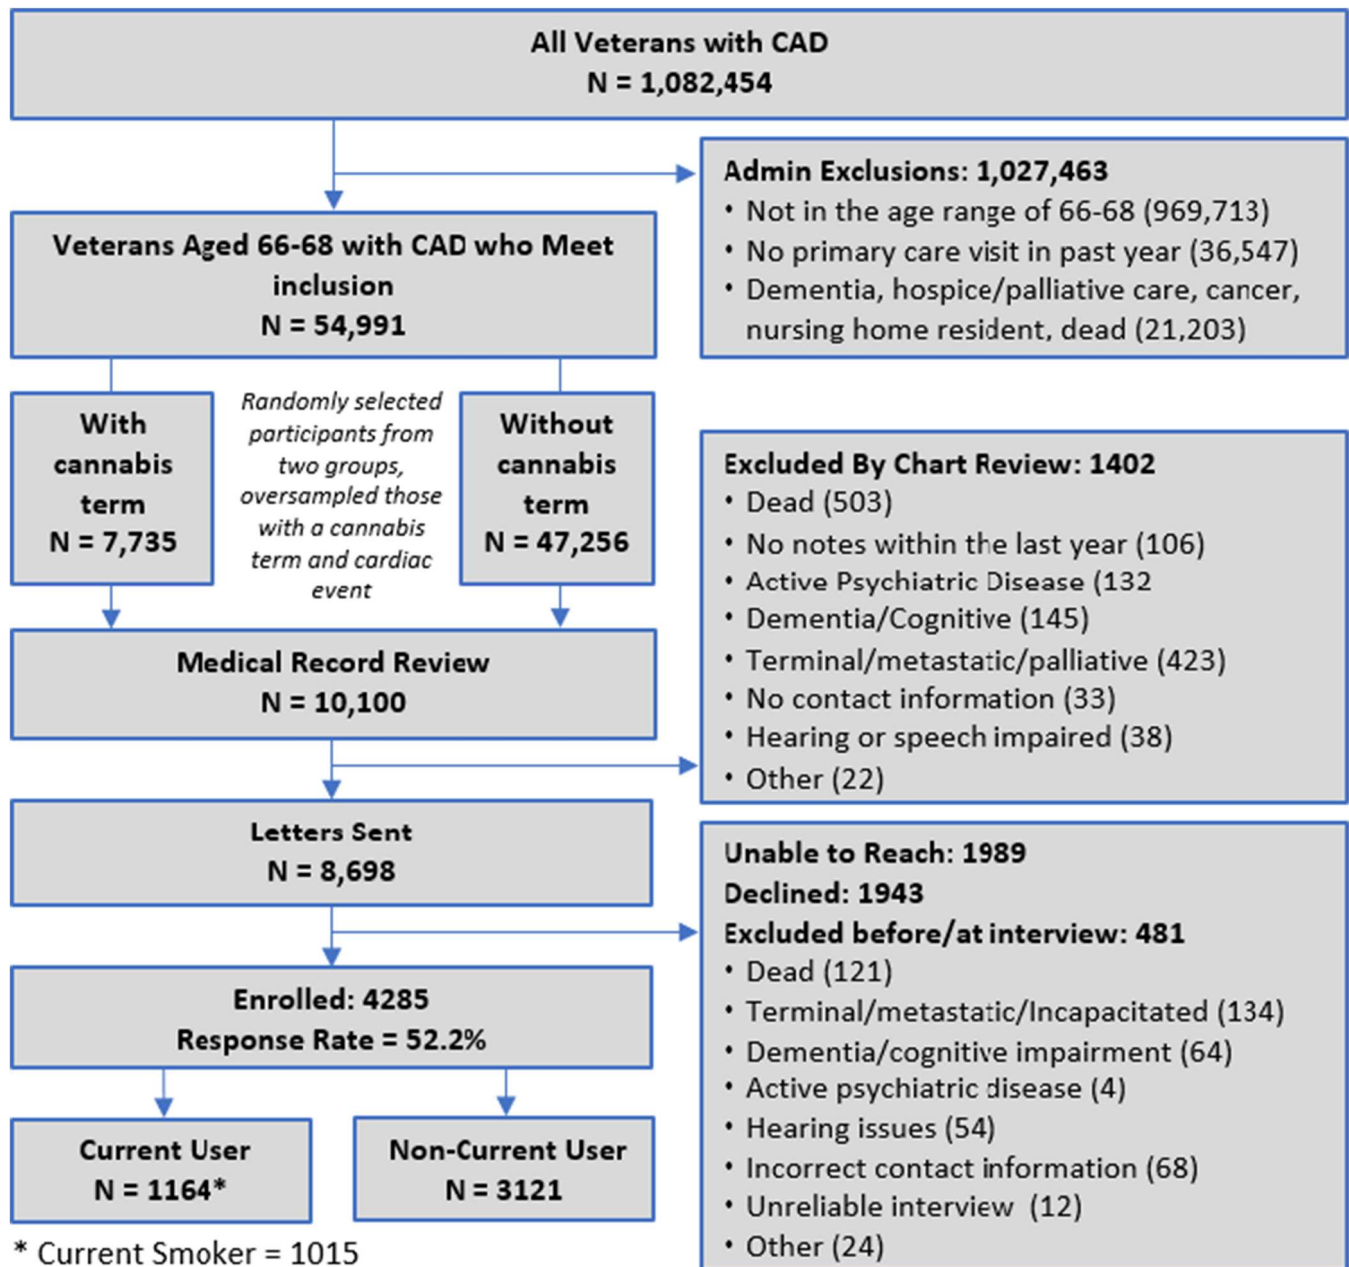 All Veterans with CAD
N = 1,082,454
Admin Exclusions: 1,027,463
• Not in the age range of 66-68 (969,713)
• No primary care visit in past year (36,547)
• Dementia, hospice/palliative care, cancer,
nursing home resident, dead (21,203)
Veterans Aged 66-68 with CAD who Meet
inclusion
N = 54,991
With
cannabis
term
N = 7,735
Randomly selected
participants from
two groups,
oversampled those
with a cannabis
term and cardiac
event
Without
cannabis
term
N = 47,256
Excluded By Chart Review: 1402
• Dead (503)
• No notes within the last year (106)
• Active Psychiatric Disease (132
• Dementia/Cognitive (145)
• Terminal/metastatic/palliative (423)
• No contact information (33)
• Hearing or speech impaired (38)
• Other (22)
Medical Record Review
N = 10,100
Letters Sent
N = 8,698
Unable to Reach: 1989
Declined: 1943
Excluded before/at interview: 481
• Dead (121)
• Terminal/metastatic/Incapacitated (134)
• Dementia/cognitive impairment (64)
• Active psychiatric disease (4)
• Hearing issues (54)
• Incorrect contact information (68)
• Unreliable interview (12)
• Other (24)
Enrolled: 4285
Response Rate = 52.2%
Current User
N = 1164*
Non-Current User
N = 3121
* Current Smoker = 1015